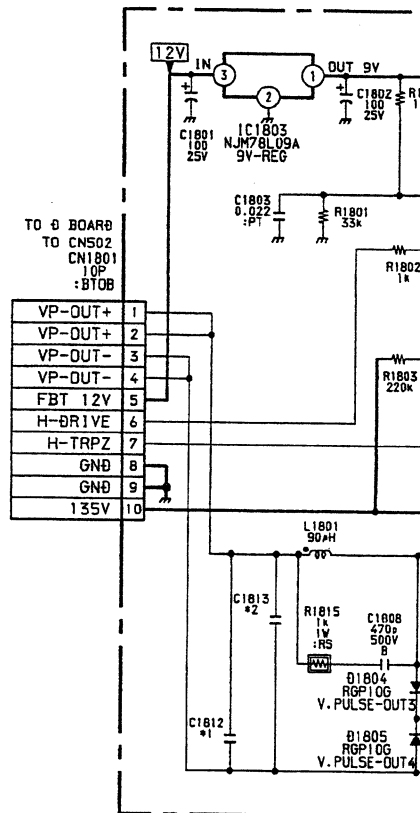 12V
IN
3
1
OUT 9V
2
C1801
100
25V
IC1803
NJM78L09A
9V-REG
C1802
100
25V
R1
1
C1803
0.022
:PT
R1801
33k
TO D BOARD
TO CN502
CN1801
10P
:BTOB
R1802
1k
VP-OUT+ 1
VP-OUT+ 2
VP-OUT- 3
VP-OUT- 4
FBT 12V 5
H-DRIVE 6
H-TRPZ 7
GND 8
GND 9
135V 10
R1803
220k
L1801
90µH
C1813
*2
R1815
1k
1W
:RS
C1808
470p
500V
B
D1804
RGP10G
V.PULSE-OUT3
C1812
*1
D1805
RGP10G
V.PULSE-OUT4